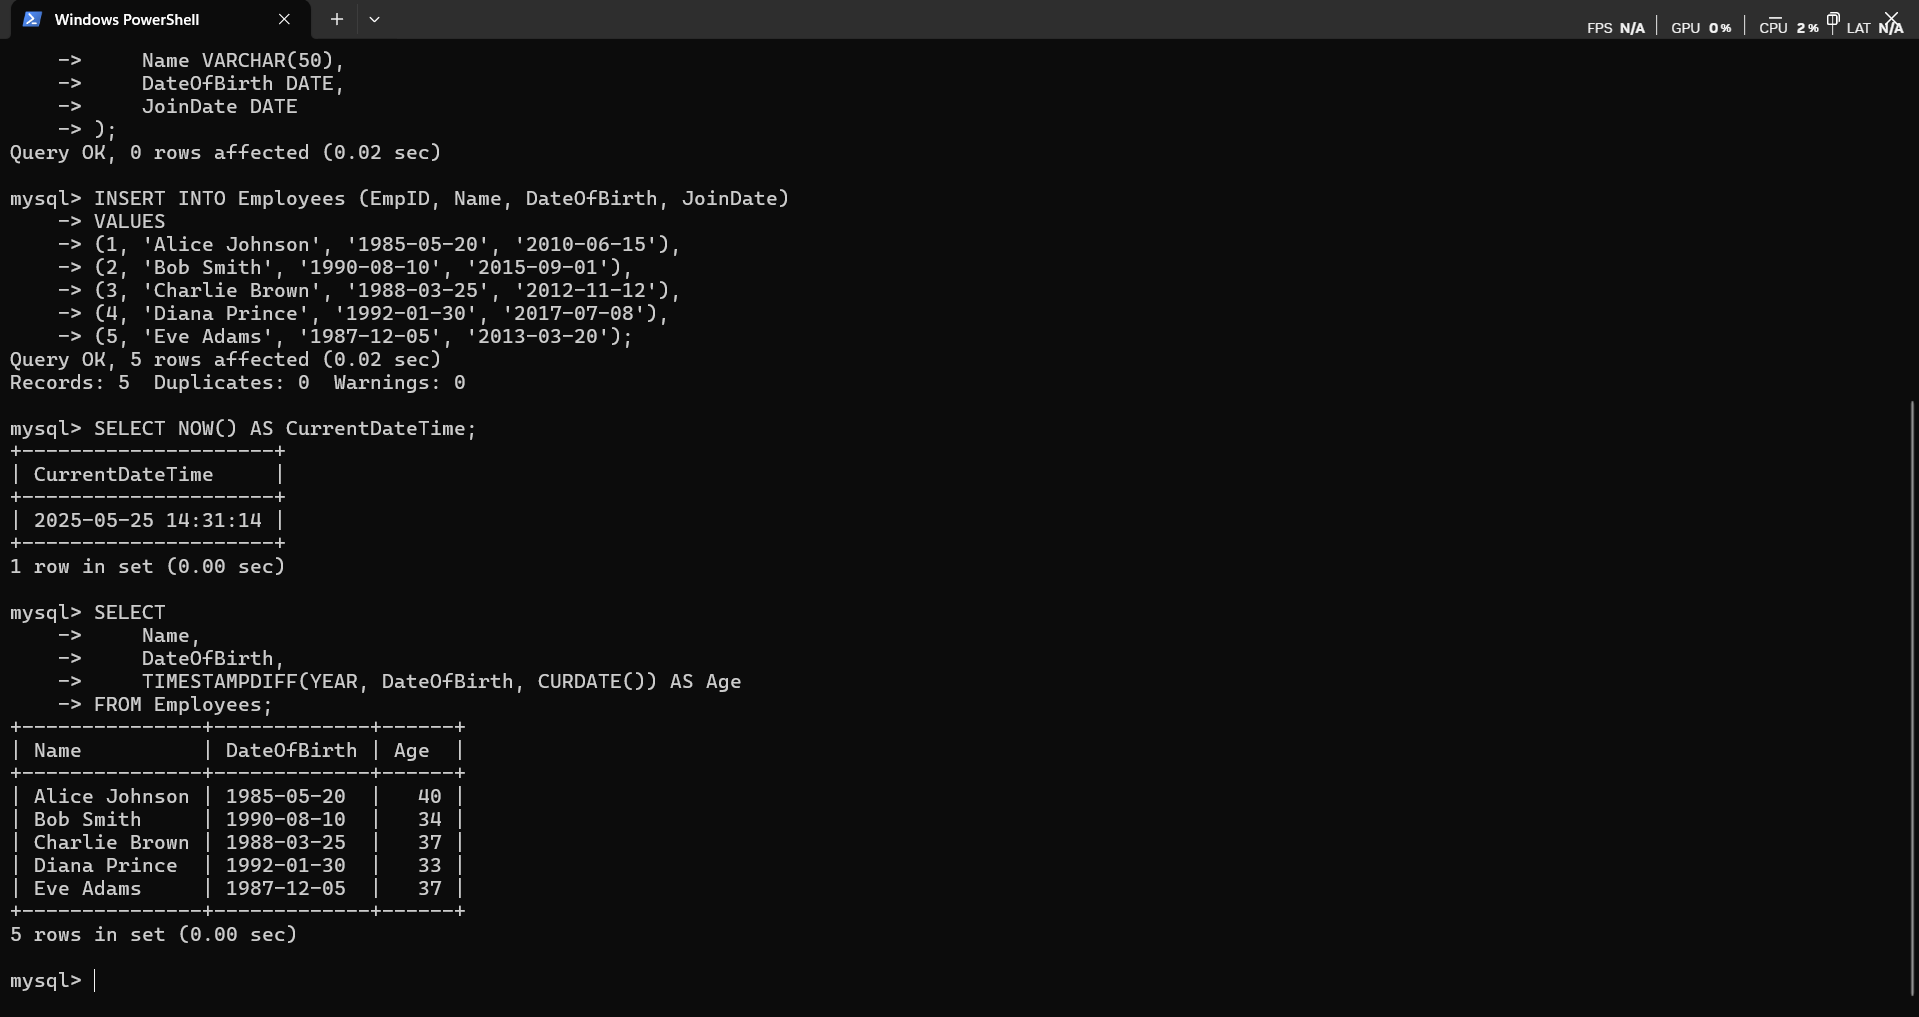 Windows PowerShell
FPS N/A | GPU 0% | CPU 2% | LAT N/A
    ->     Name VARCHAR(50),
    ->     DateOfBirth DATE,
    ->     JoinDate DATE
    -> );
Query OK, 0 rows affected (0.02 sec)

mysql> INSERT INTO Employees (EmpID, Name, DateOfBirth, JoinDate)
    -> VALUES
    -> (1, 'Alice Johnson', '1985-05-20', '2010-06-15'),
    -> (2, 'Bob Smith', '1990-08-10', '2015-09-01'),
    -> (3, 'Charlie Brown', '1988-03-25', '2012-11-12'),
    -> (4, 'Diana Prince', '1992-01-30', '2017-07-08'),
    -> (5, 'Eve Adams', '1987-12-05', '2013-03-20');
Query OK, 5 rows affected (0.02 sec)
Records: 5  Duplicates: 0  Warnings: 0

mysql> SELECT NOW() AS CurrentDateTime;
+---------------------+
| CurrentDateTime     |
+---------------------+
| 2025-05-25 14:31:14 |
+---------------------+
1 row in set (0.00 sec)

mysql> SELECT
    ->     Name,
    ->     DateOfBirth,
    ->     TIMESTAMPDIFF(YEAR, DateOfBirth, CURDATE()) AS Age
    -> FROM Employees;
+---------------+-------------+------+
| Name          | DateOfBirth | Age  |
+---------------+-------------+------+
| Alice Johnson | 1985-05-20  |   40 |
| Bob Smith     | 1990-08-10  |   34 |
| Charlie Brown | 1988-03-25  |   37 |
| Diana Prince  | 1992-01-30  |   33 |
| Eve Adams     | 1987-12-05  |   37 |
+---------------+-------------+------+
5 rows in set (0.00 sec)

mysql>